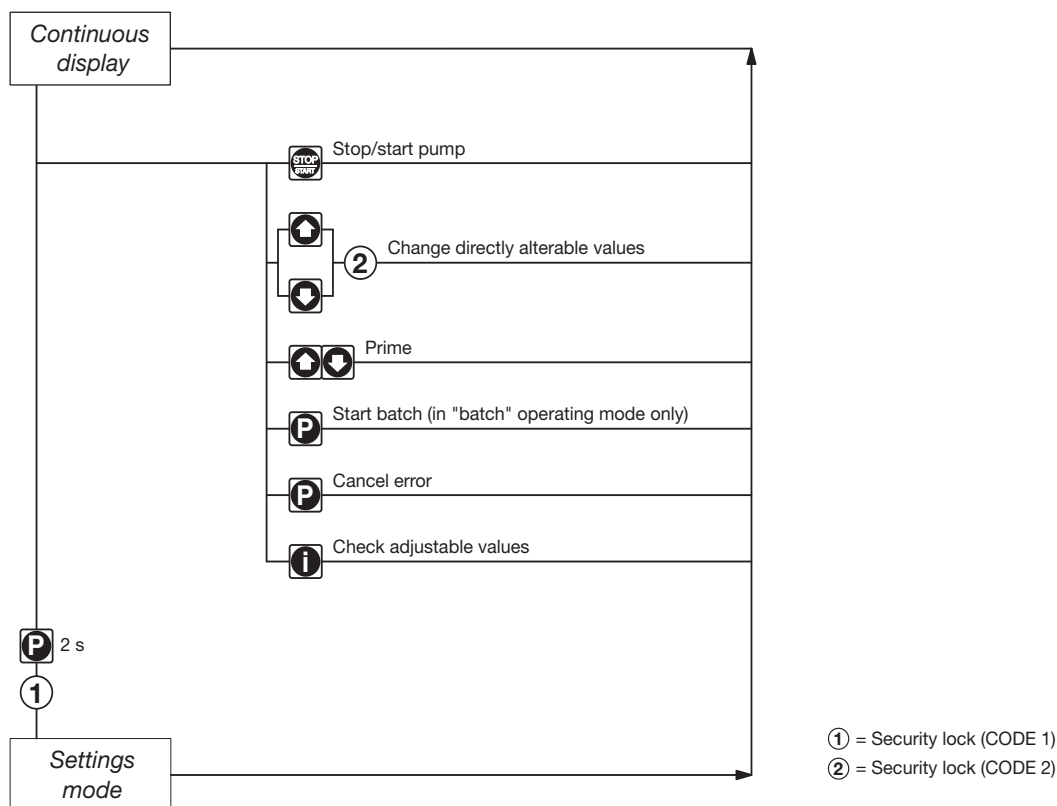 Continuous
display
STOP
START
Stop/start pump
2
Change directly alterable values
Prime
P
Start batch (in "batch" operating mode only)
P
Cancel error
i
Check adjustable values
P
2 s
1
Settings
mode
1 = Security lock (CODE 1)
2 = Security lock (CODE 2)